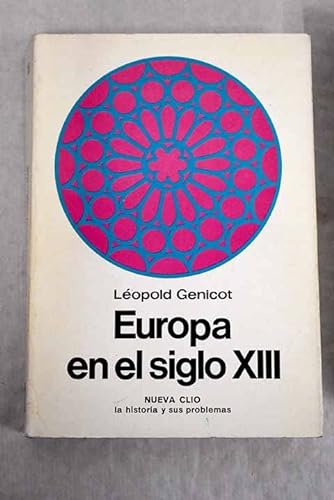 Léopold Genicot
Europa
en el siglo XIII
NUEVA CLIO
la historia y sus problemas